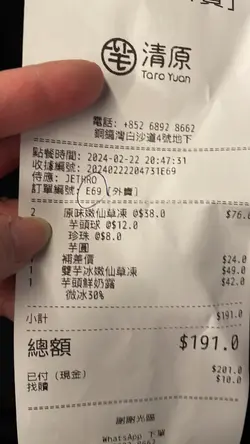 清原
Taro Yuan
電話: +852 6892 8662
銅鑼灣白沙道4號地下
點餐時間: 2024-02-22 20:47:31
收據編號: 20240222204731E69
侍應: JETHRO
訂單編號: E69 [外賣]
2 原味嫩仙草凍 @$38.0 $76.0
芋頭球 @$12.0
珍珠 @$8.0
芋圓
補差價 $24.0
1 雙芋冰嫩仙草凍 $49.0
1 芋頭鮮奶露 $42.0
微冰30%
小計 $191.0
總額 $191.0
已付 (現金) $201.0
找贖 $10.0
謝謝光臨
WhatsApp 下單